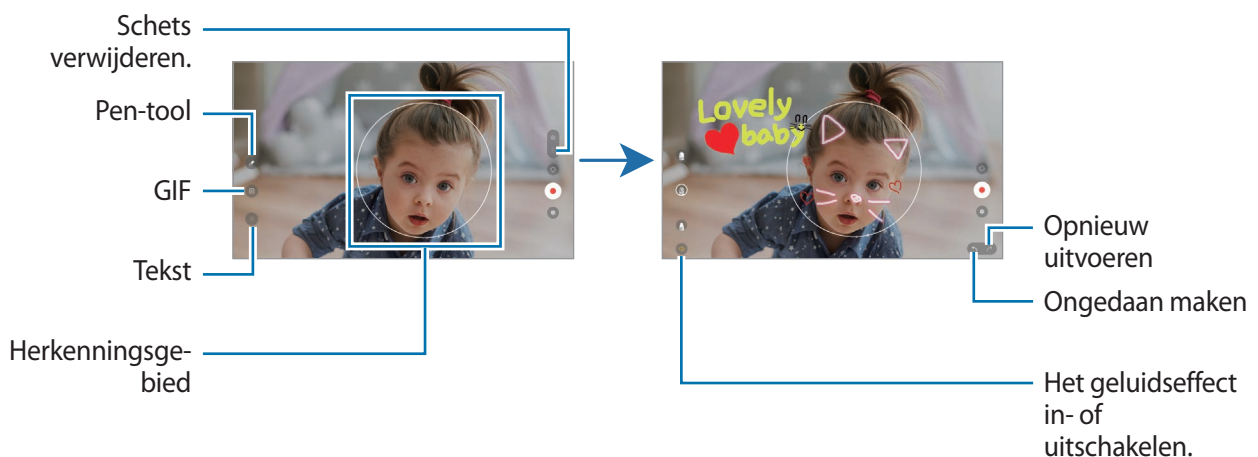 Schets
verwijderen.
Pen-tool
GIF
Tekst
Herkenningsge-
bied
Lovely
baby
Opnieuw
uitvoeren
Ongedaan maken
Het geluidseffect
in- of
uitschakelen.